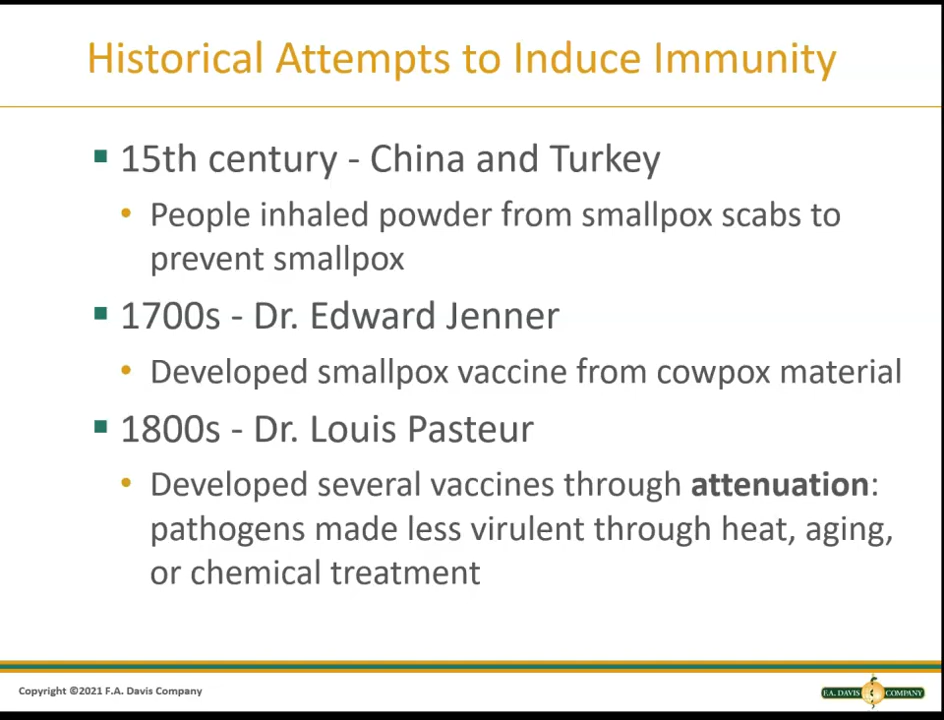 Historical Attempts to Induce Immunity
15th century - China and Turkey
People inhaled powder from smallpox scabs to
prevent smallpox
1700s - Dr. Edward Jenner
Developed smallpox vaccine from cowpox material
1800s - Dr. Louis Pasteur
Developed several vaccines through attenuation:
pathogens made less virulent through heat, aging,
or chemical treatment
Copyright ©2021 F.A. Davis Company
F.A. DAVIS COMPANY